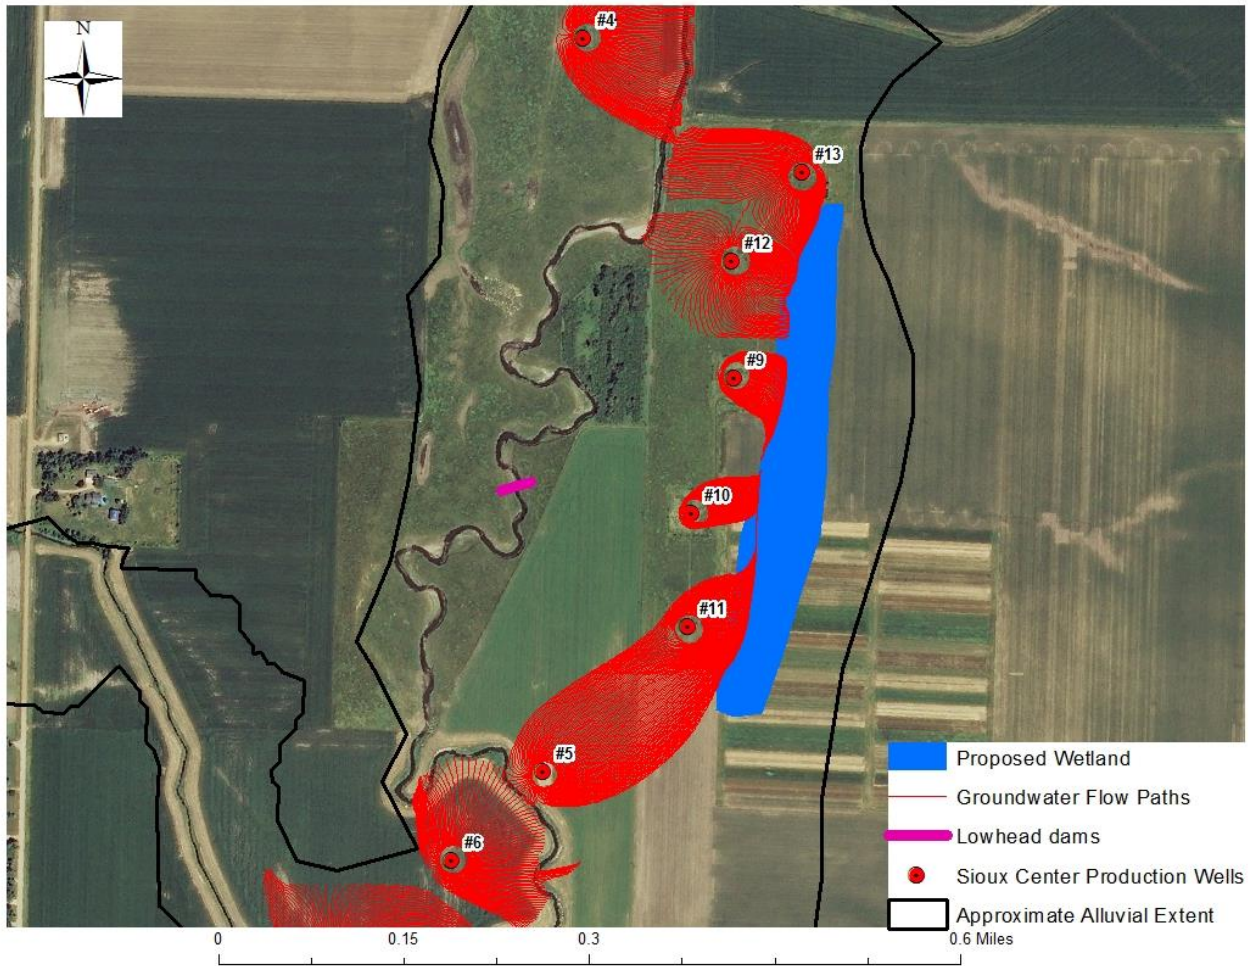 N
#4
#13
#12
#9
#10
#11
#5
#6
Proposed Wetland
Groundwater Flow Paths
Lowhead dams
Sioux Center Production Wells
Approximate Alluvial Extent
0 0.15 0.3 0.6 Miles